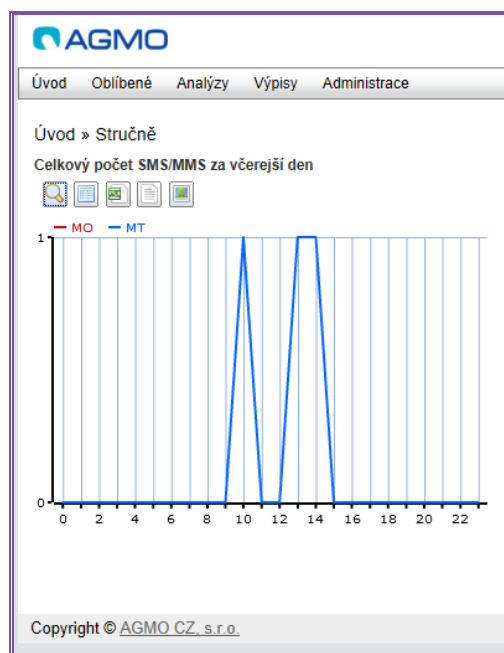 AGMO
Úvod Oblíbené Analýzy Výpisy Administrace
Úvod » Stručně
Celkový počet SMS/MMS za včerejší den
MO MT
1
0
0 2 4 6 8 10 12 14 16 18 20 22
Copyright © AGMO CZ, s.r.o.